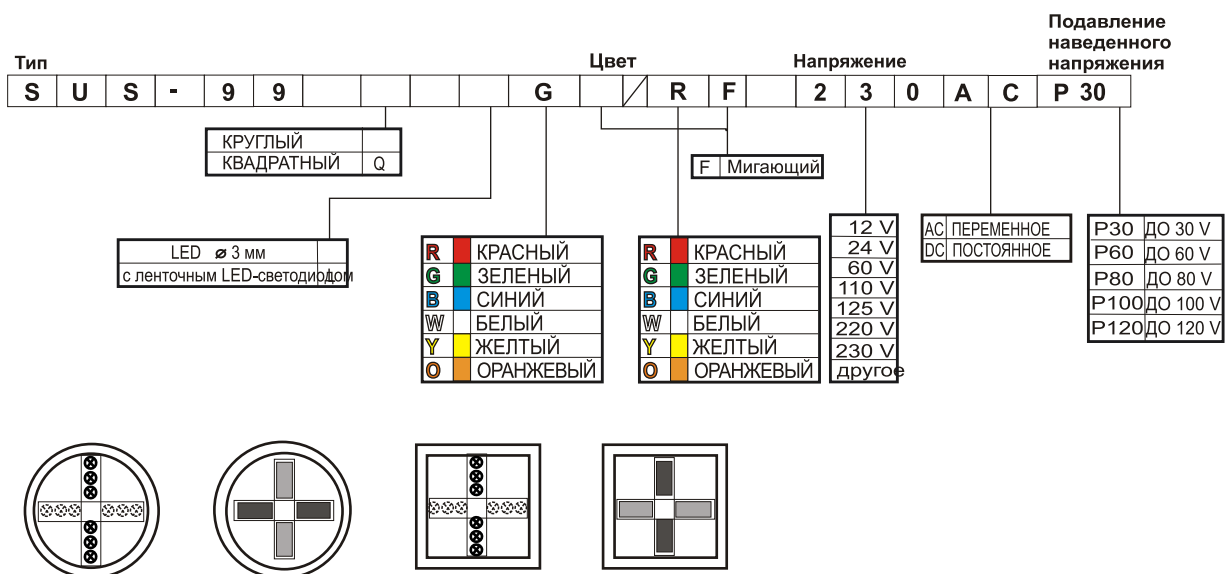 Подавление
наведенного
напряжения
Тип
Цвет
Напряжение
S U S - 9 9 G / R F 2 3 0 A C P 30
КРУГЛЫЙ
КВАДРАТНЫЙ Q
F Мигающий
LED ø 3 мм
с ленточным LED-светодиодом
R КРАСНЫЙ
G ЗЕЛЕНЫЙ
B СИНИЙ
W БЕЛЫЙ
Y ЖЕЛТЫЙ
O ОРАНЖЕВЫЙ
R КРАСНЫЙ
G ЗЕЛЕНЫЙ
B СИНИЙ
W БЕЛЫЙ
Y ЖЕЛТЫЙ
O ОРАНЖЕВЫЙ
12 V
24 V
60 V
110 V
125 V
220 V
230 V
другое
AC ПЕРЕМЕННОЕ
DC ПОСТОЯННОЕ
P30 ДО 30 V
P60 ДО 60 V
P80 ДО 80 V
P100 ДО 100 V
P120 ДО 120 V